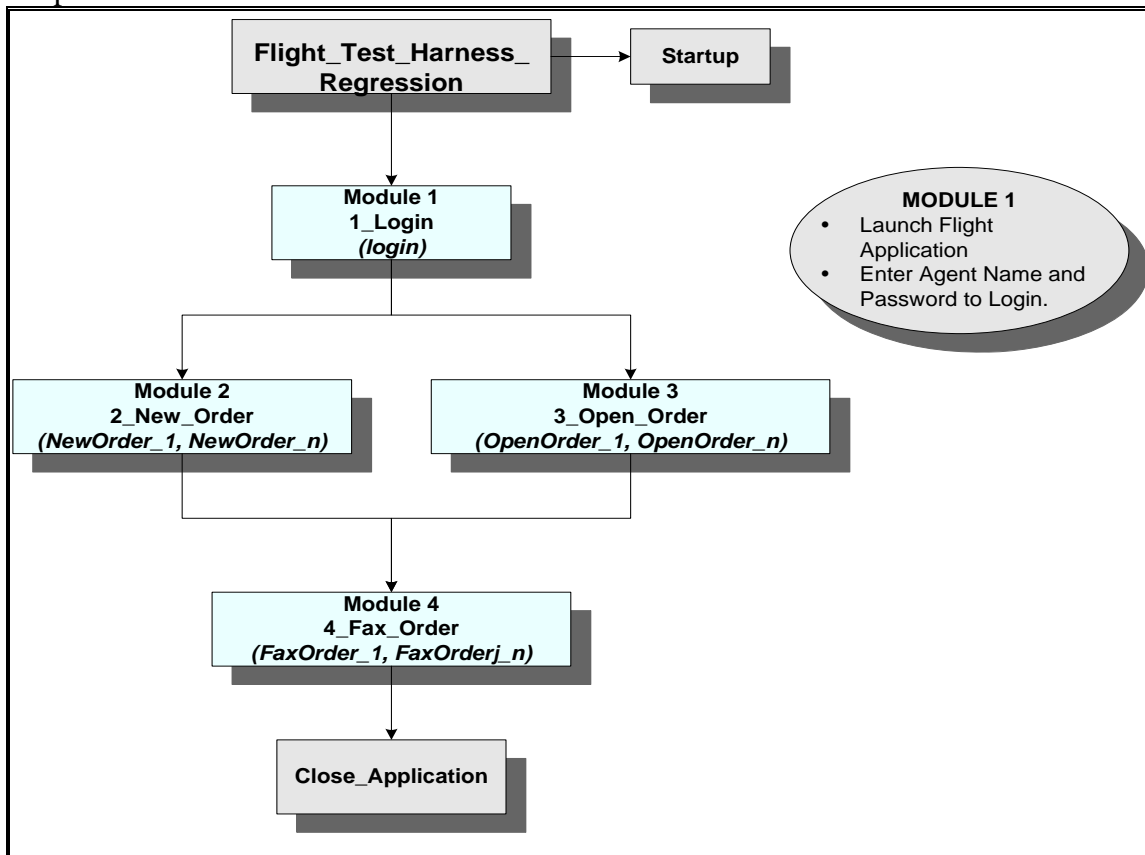 Flight_Test_Harness_
Regression
Startup
Module 1
1_Login
(login)
MODULE 1
• Launch Flight
Application
• Enter Agent Name and
Password to Login.
Module 2
2_New_Order
(NewOrder_1, NewOrder_n)
Module 3
3_Open_Order
(OpenOrder_1, OpenOrder_n)
Module 4
4_Fax_Order
(FaxOrder_1, FaxOrderj_n)
Close_Application